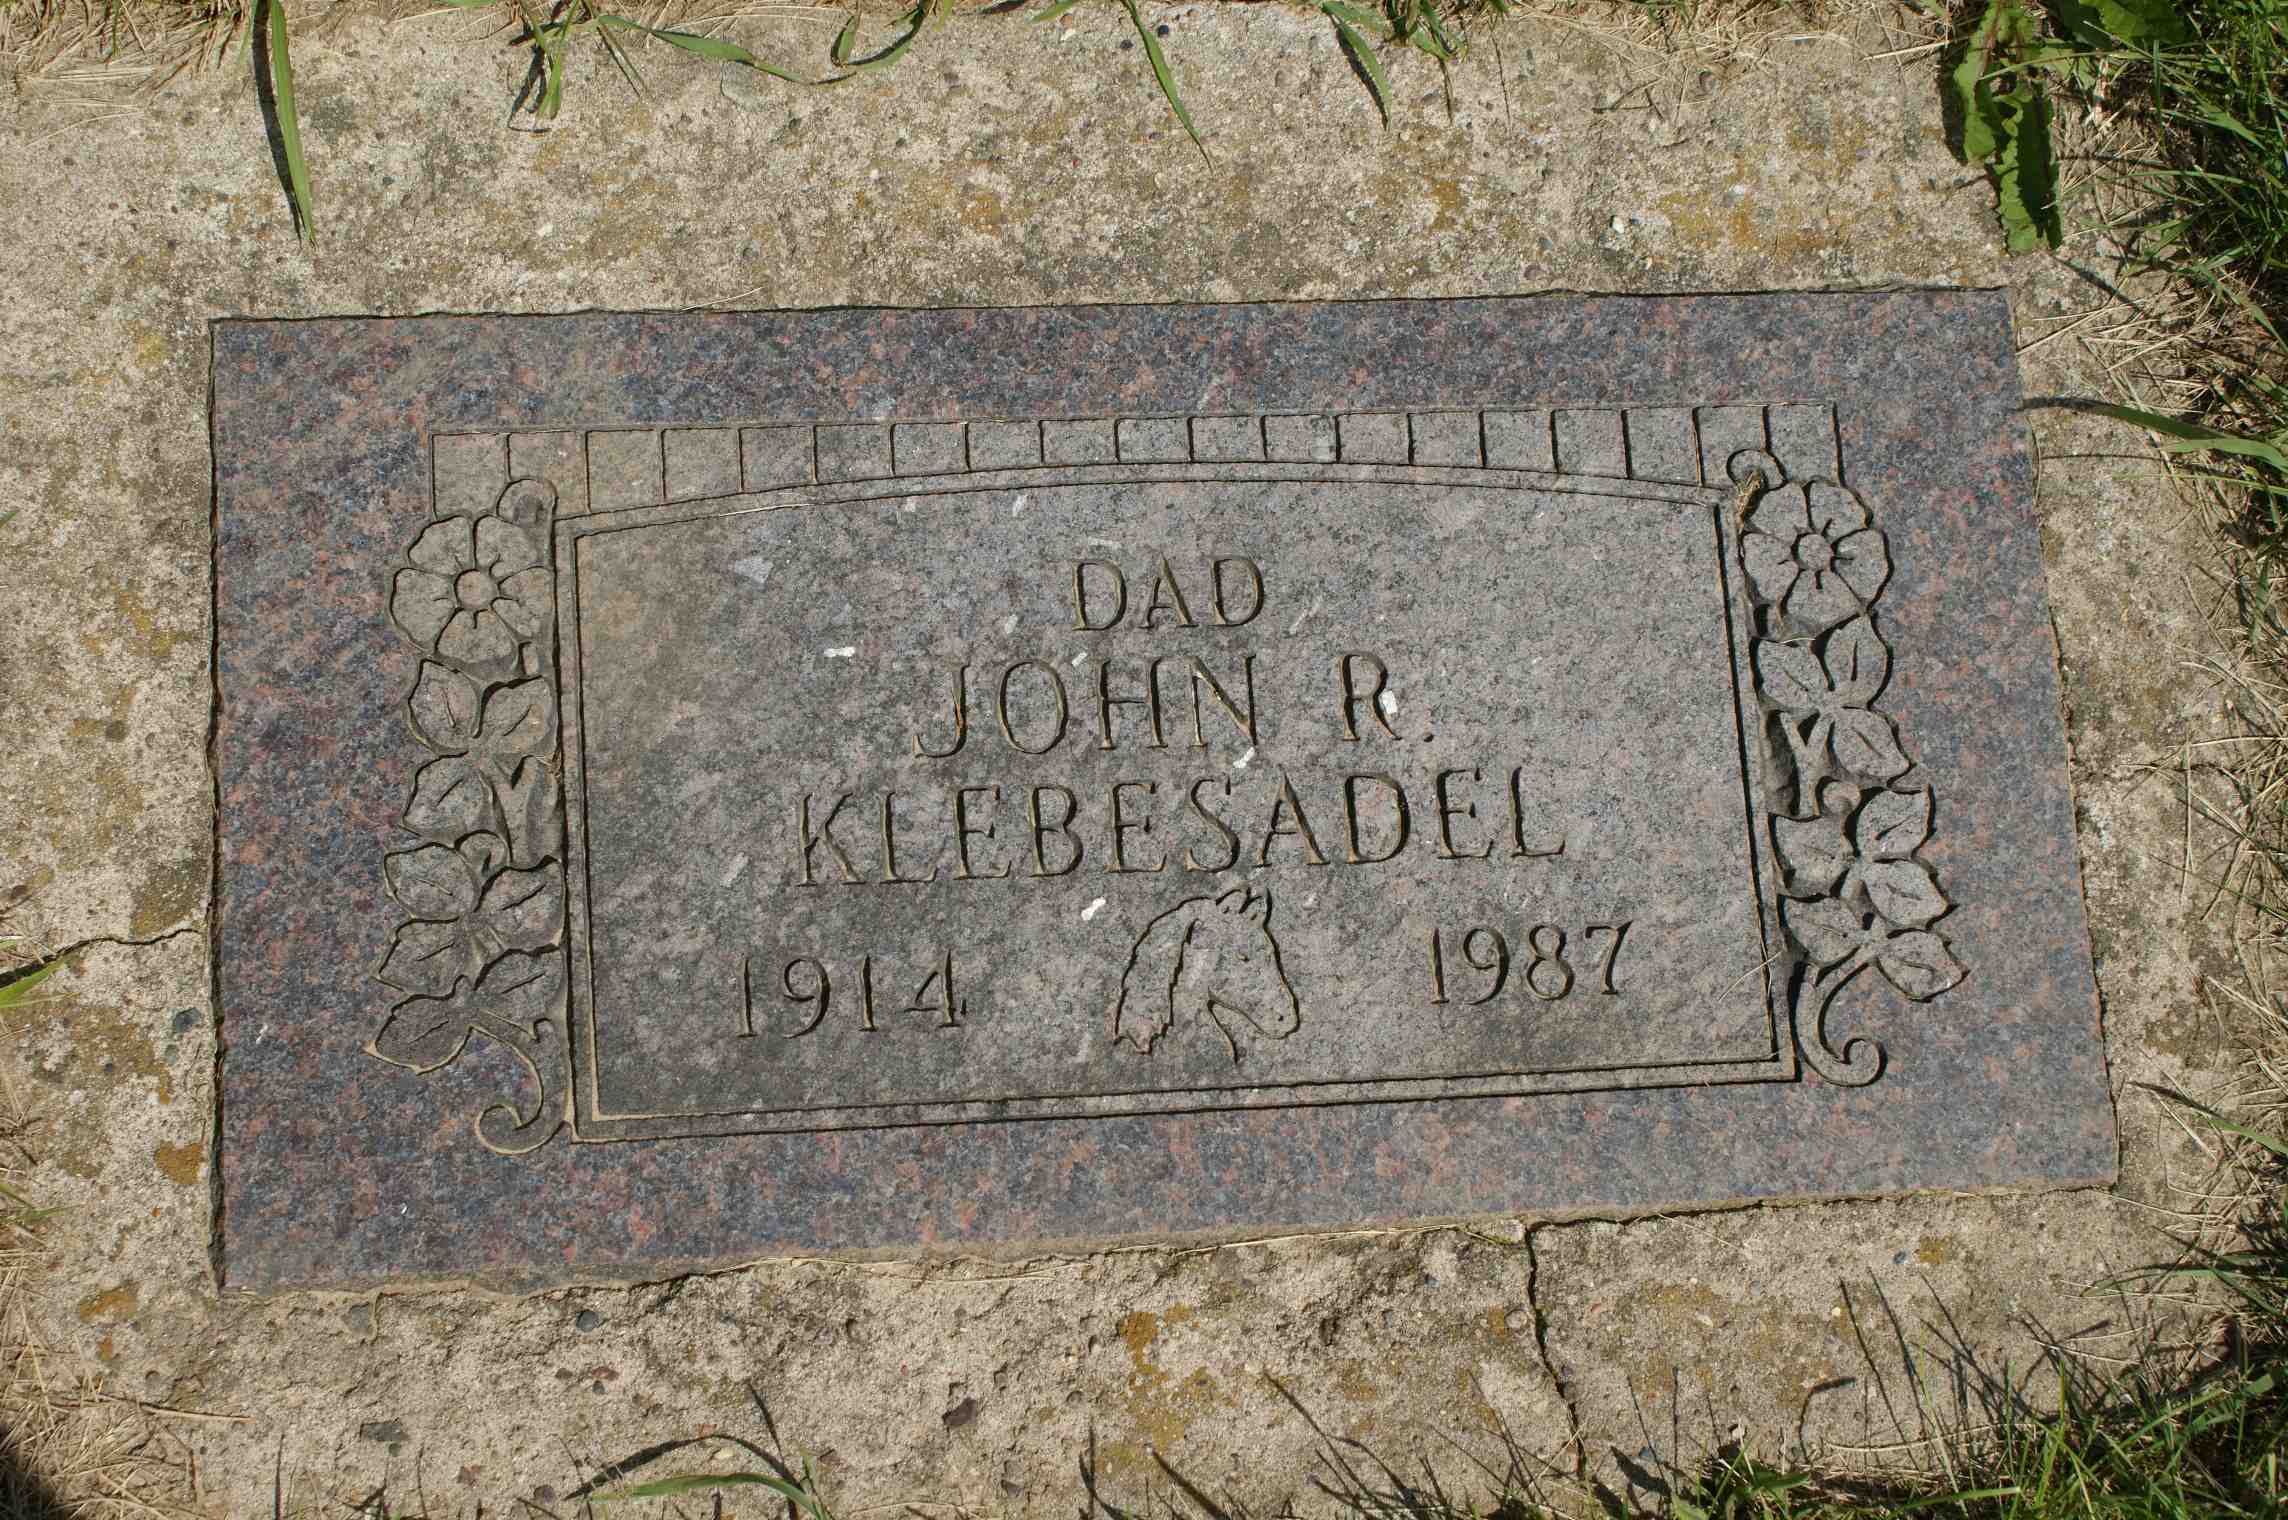 DAD
JOHN R.
KLEBESADEL
1914 1987